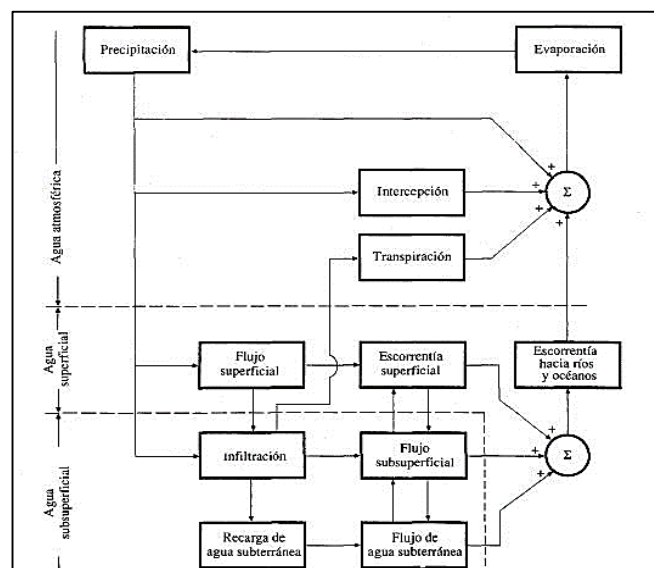 Precipitación
Evaporación
Agua atmosférica
+
Intercepción
+
Σ
+
+
Transpiración
Agua
superficial
Flujo
superficial
Escorrentía
superficial
Escorrentía
hacia ríos
y océanos
Agua
subsuperficial
Infiltración
Flujo
subsuperficial
+
+
Σ
+
Recarga de
agua subterránea
Flujo de
agua subterránea